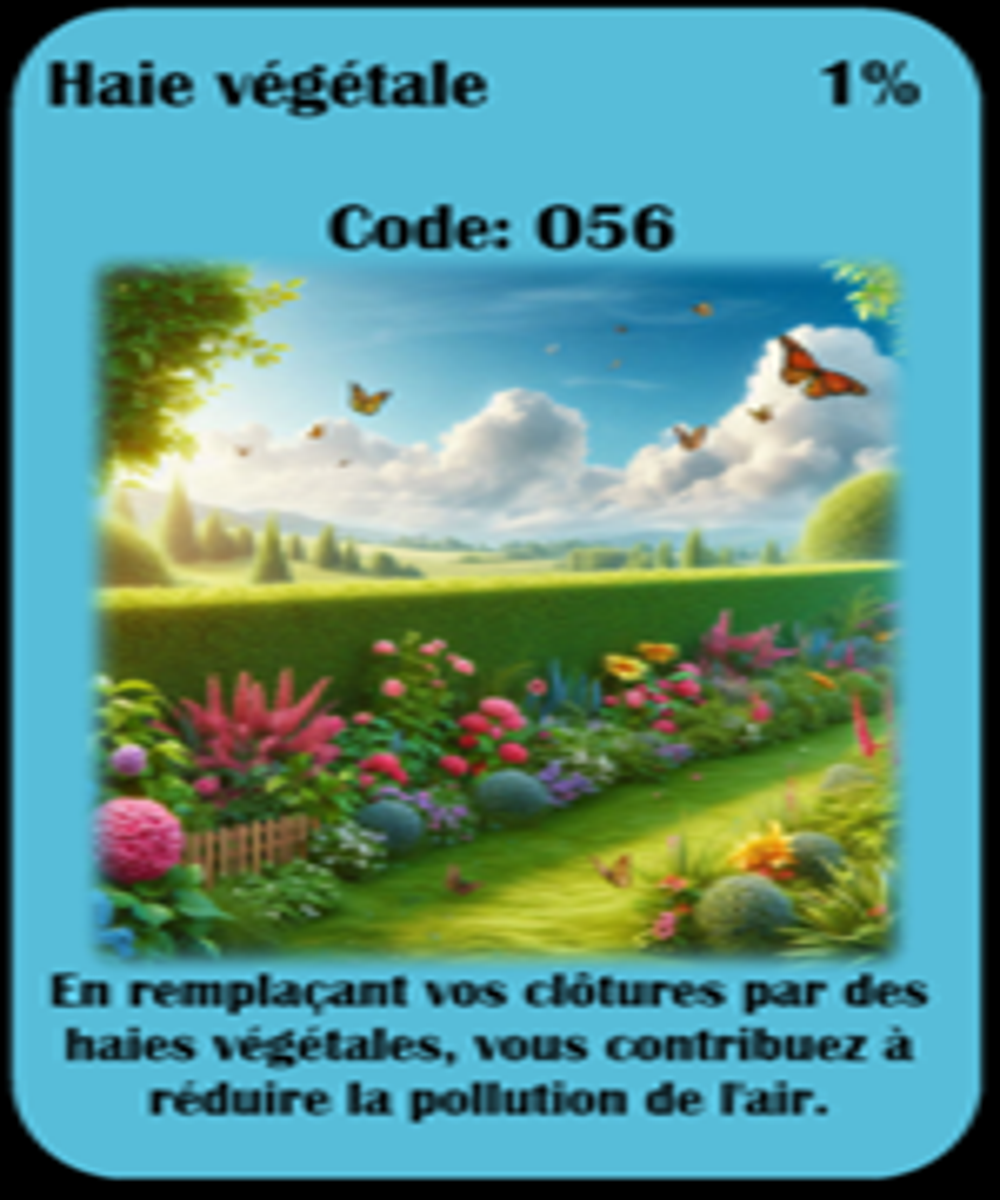 Haie végétale 1%
Code: 056
En remplaçant vos clôtures par des
haies végétales, vous contribuez à
réduire la pollution de l'air.